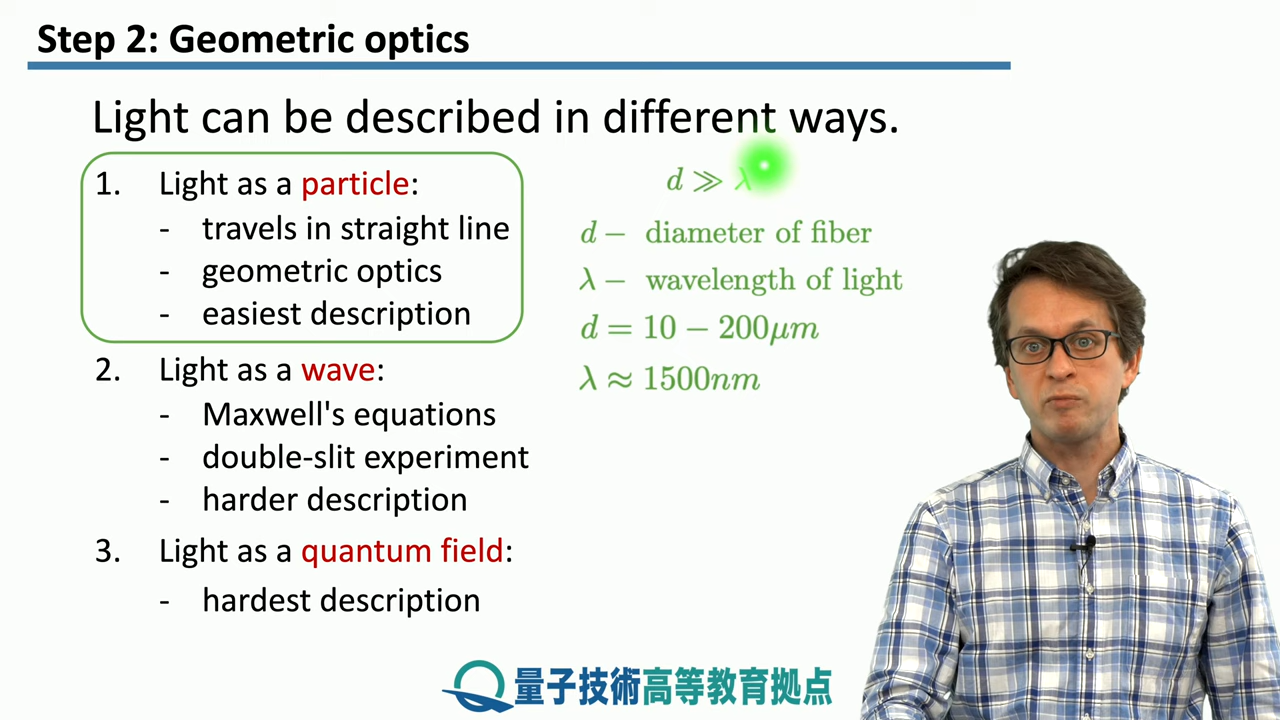 Step 2: Geometric optics
Light can be described in different ways.
1. Light as a particle:
- travels in straight line
- geometric optics
- easiest description
2. Light as a wave:
- Maxwell's equations
- double-slit experiment
- harder description
3. Light as a quantum field:
- hardest description
d ≫ λ
d – diameter of fiber
λ – wavelength of light
d = 10 − 200μm
λ ≈ 1500nm
量子技術高等教育拠点